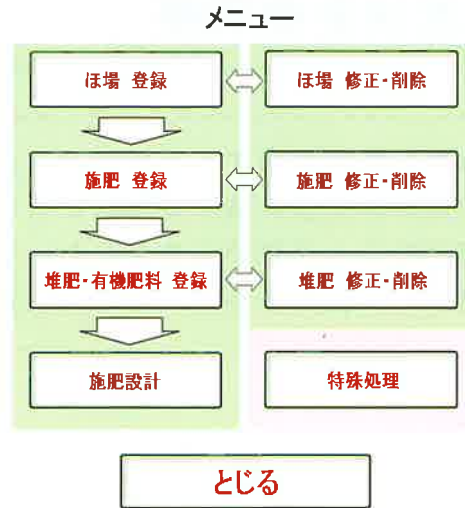 メニュー
ほ場 登録
ほ場 修正・削除
施肥 登録
施肥 修正・削除
堆肥・有機肥料 登録
堆肥 修正・削除
施肥設計
特殊処理
とじる